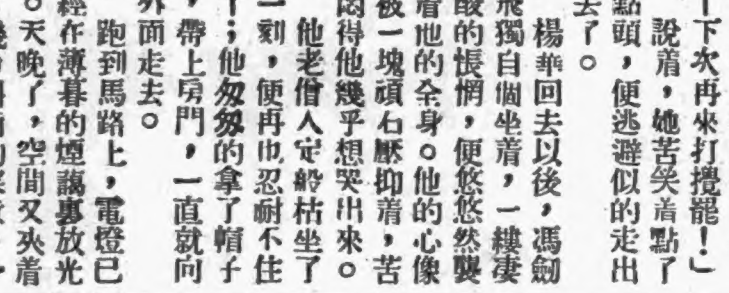 下次再來打攪罷！」
說着，她苦笑着點了
點頭，便逃避似的走出
去了。
楊華回去以後，馮劍
飛獨自個坐着，一縷凄
酸的悵惘，便悠悠然襲
着他的全身。他的心像
被一塊頑石壓抑着，苦
悶得他幾乎想哭出來。
他老僧入定般枯坐了
一刻，便再也忍耐不住
；他匆匆的拿了帽子
，帶上房門，一直就向
外面走去。
跑到馬路上，電燈已
經在薄暮的煙靄裏放光
。天晚了，空間又夾着